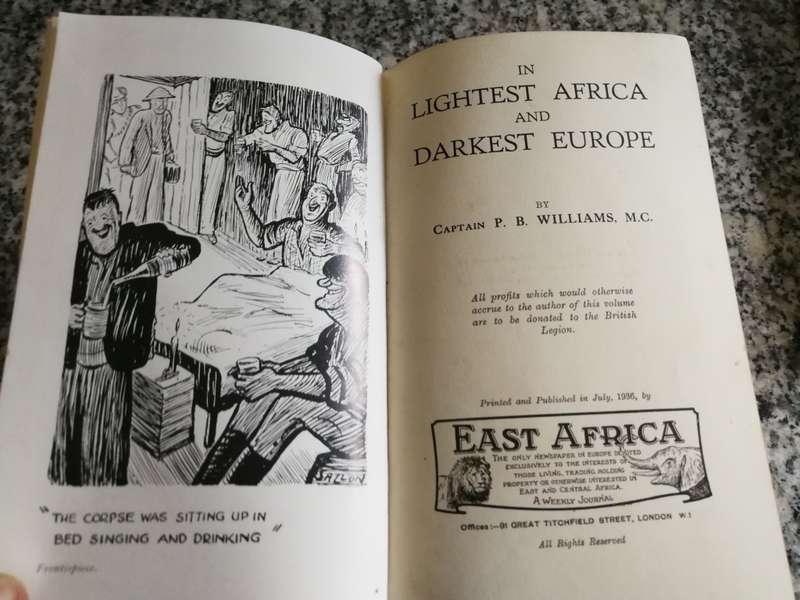 SALLON
"THE CORPSE WAS SITTING UP IN
BED SINGING AND DRINKING"
Frontispiece.
IN
LIGHTEST AFRICA
AND
DARKEST EUROPE
BY
CAPTAIN P. B. WILLIAMS, M.C.
All profits which would otherwise
accrue to the author of this volume
are to be donated to the British
Legion.
Printed and Published in July, 1936, by
EAST AFRICA
THE ONLY NEWSPAPER IN EUROPE DEVOTED
EXCLUSIVELY TO THE INTERESTS OF
THOSE LIVING, TRADING, HOLDING
PROPERTY OR OTHERWISE INTERESTED IN
EAST AND CENTRAL AFRICA.
A WEEKLY JOURNAL
Offices:—91 GREAT TITCHFIELD STREET, LONDON W.1
All Rights Reserved